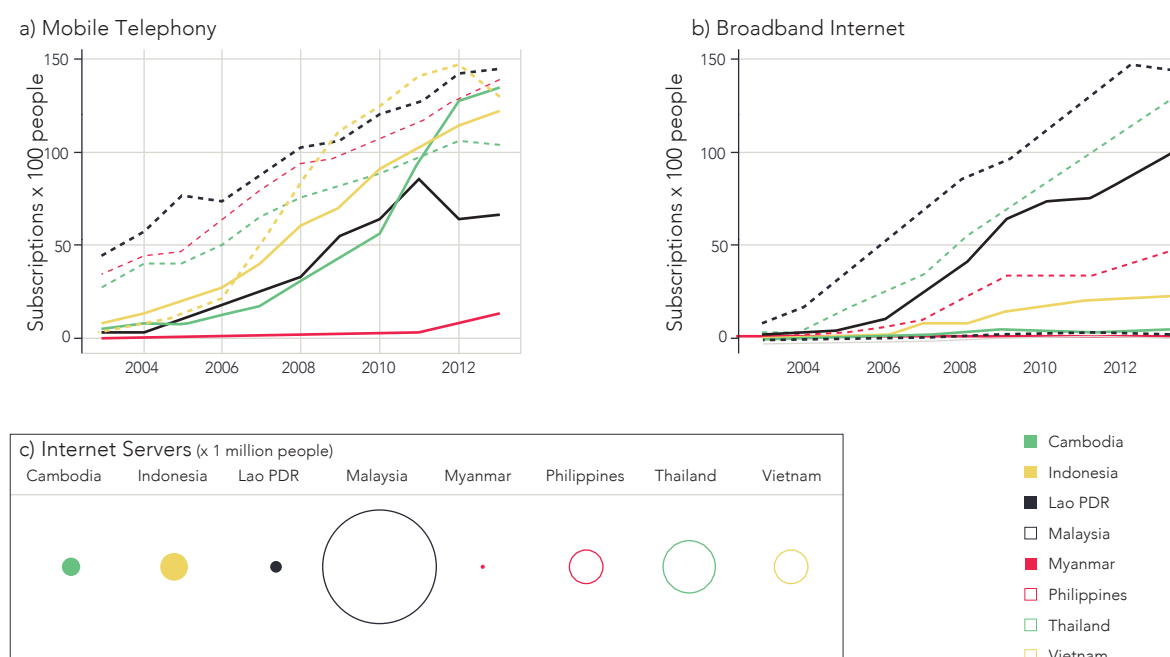 a) Mobile Telephony
Subscriptions x 100 people
150
100
50
0
2004 2006 2008 2010 2012
b) Broadband Internet
Subscriptions x 100 people
150
100
50
0
2004 2006 2008 2010 2012
c) Internet Servers (x 1 million people)
Cambodia Indonesia Lao PDR Malaysia Myanmar Philippines Thailand Vietnam
Cambodia
Indonesia
Lao PDR
Malaysia
Myanmar
Philippines
Thailand
Vietnam